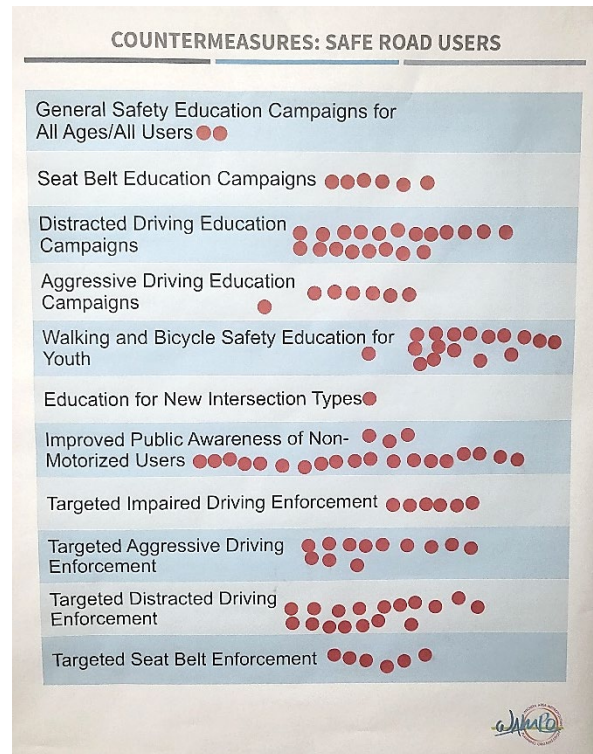 COUNTERMEASURES: SAFE ROAD USERS
General Safety Education Campaigns for
All Ages/All Users
Seat Belt Education Campaigns
Distracted Driving Education
Campaigns
Aggressive Driving Education
Campaigns
Walking and Bicycle Safety Education for
Youth
Education for New Intersection Types
Improved Public Awareness of Non-
Motorized Users
Targeted Impaired Driving Enforcement
Targeted Aggressive Driving
Enforcement
Targeted Distracted Driving
Enforcement
Targeted Seat Belt Enforcement
WAMPO